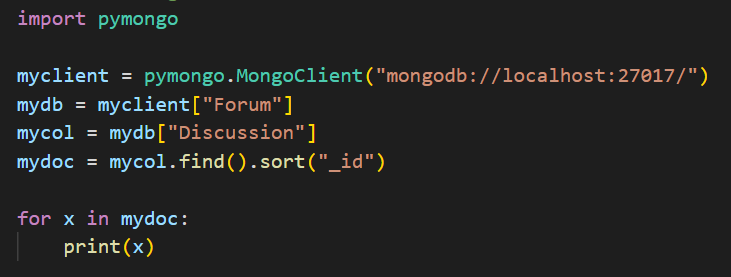 import pymongo
myclient = pymongo.MongoClient("mongodb://localhost:27017/")
mydb = myclient["Forum"]
mycol = mydb["Discussion"]
mydoc = mycol.find().sort("_id")
for x in mydoc:
    print(x)